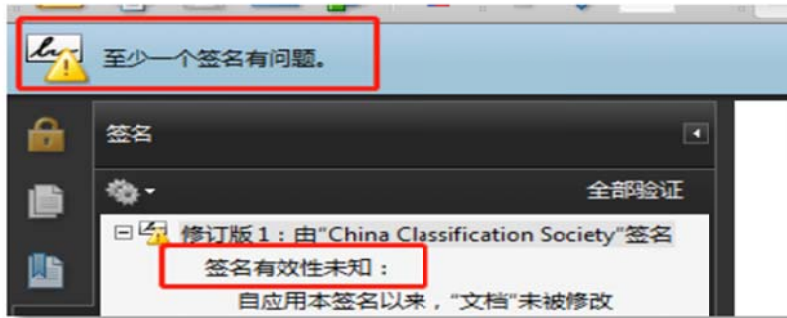 至少一个签名有问题。
签名
全部验证
修订版 1：由"China Classification Society"签名
签名有效性未知：
自应用本签名以来，"文档"未被修改